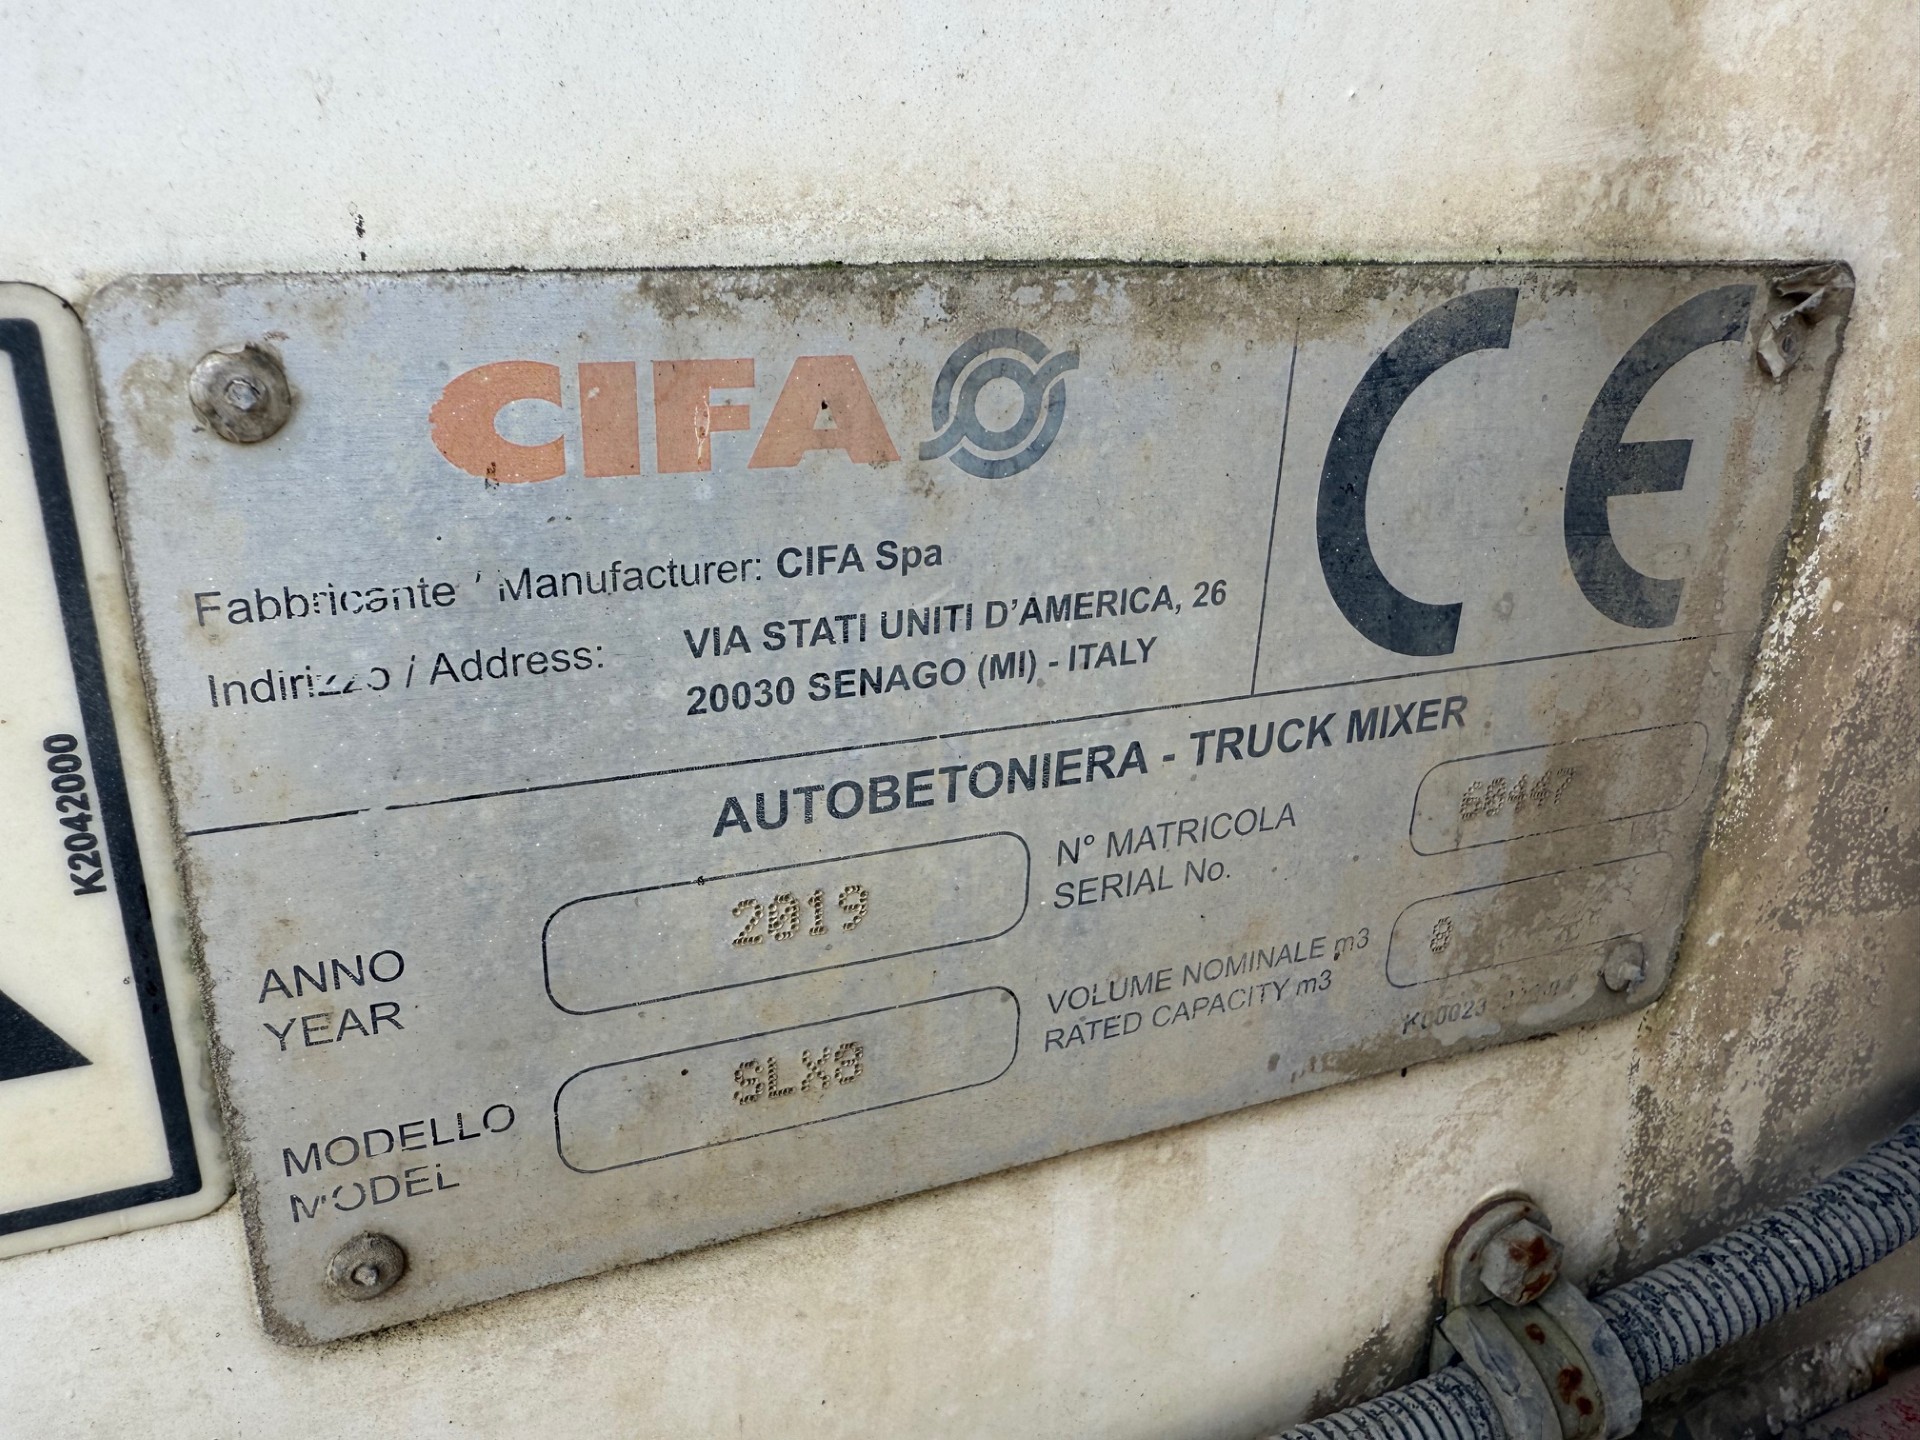 CIFA
CE
Fabbricante / Manufacturer: CIFA Spa
Indirizzo / Address: VIA STATI UNITI D'AMERICA, 26
20030 SENAGO (MI) - ITALY
AUTOBETONIERA - TRUCK MIXER
ANNO
YEAR
2019
N° MATRICOLA
SERIAL No.
MODELLO
MODEL
SLX8
VOLUME NOMINALE m3
RATED CAPACITY m3
8
K2042000